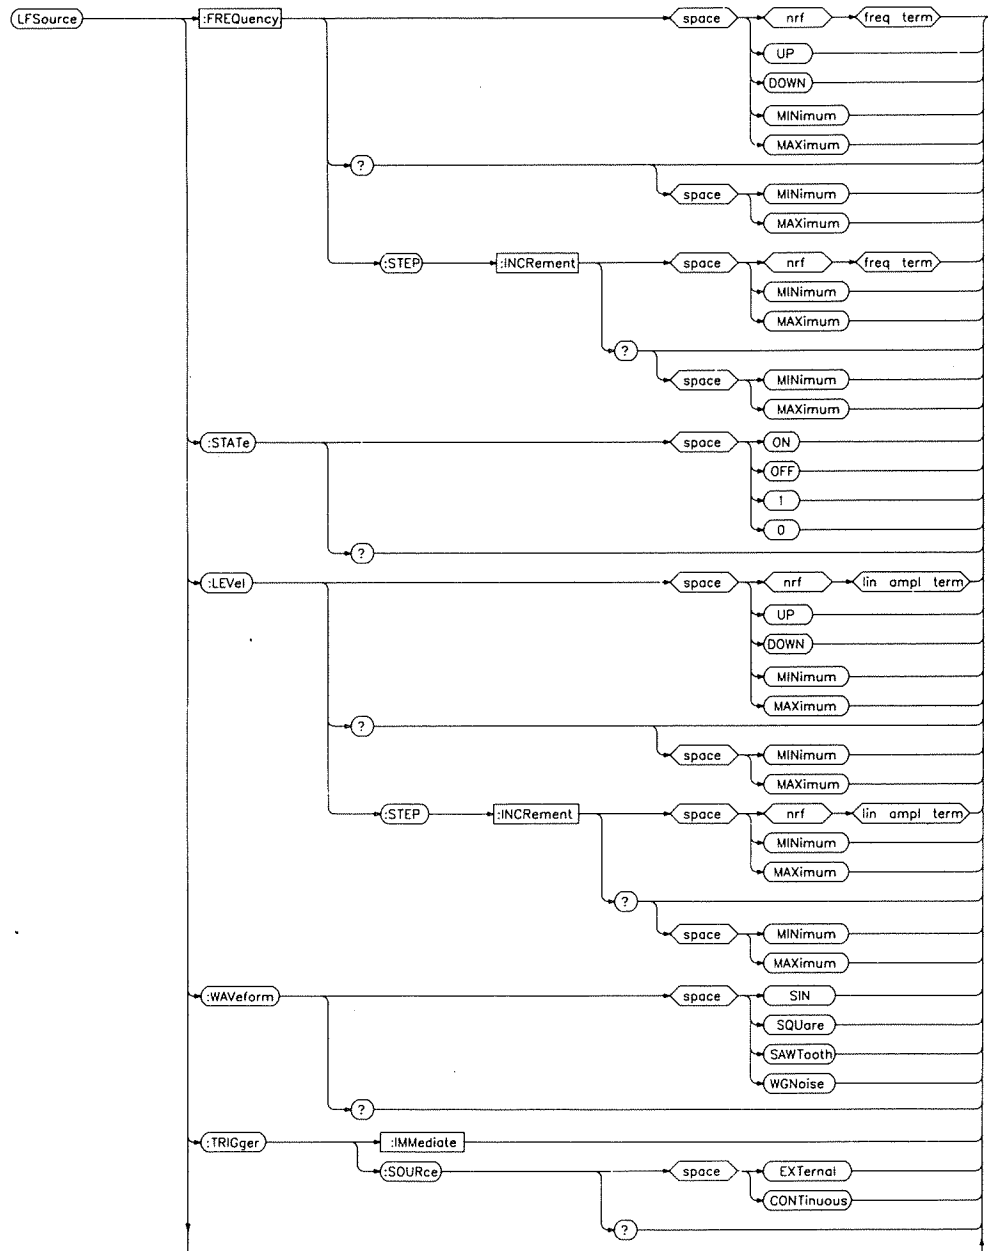 LFSource :FREQuency space nrf freq term
UP
DOWN
MINimum
MAXimum
?
space MINimum
MAXimum
:STEP :INCRement space nrf freq term
MINimum
MAXimum
?
space MINimum
MAXimum
:STATe space ON
OFF
1
0
?
:LEVel space nrf lin ampl term
UP
DOWN
MINimum
MAXimum
?
space MINimum
MAXimum
:STEP :INCRement space nrf lin ampl term
MINimum
MAXimum
?
space MINimum
MAXimum
:WAVeform space SIN
SQUare
SAWTooth
WGNoise
?
:TRIGger :IMMediate
:SOURce space EXTernal
CONTinuous
?